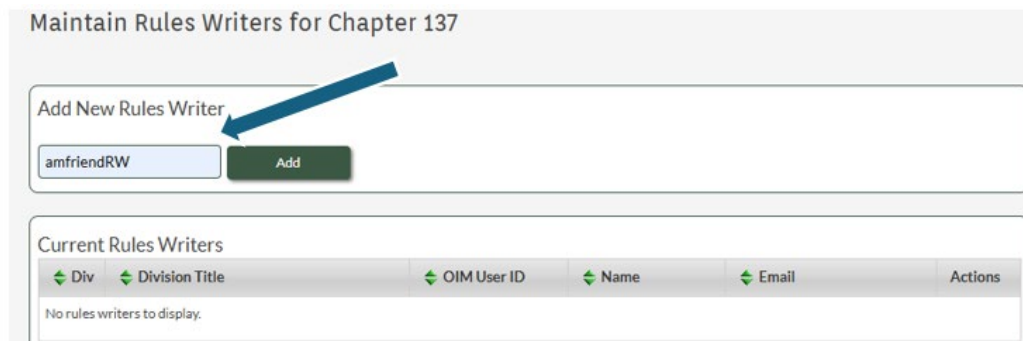 Maintain Rules Writers for Chapter 137
Add New Rules Writer
amfriendRW Add
Current Rules Writers
Div Division Title OIM User ID Name Email Actions
No rules writers to display.